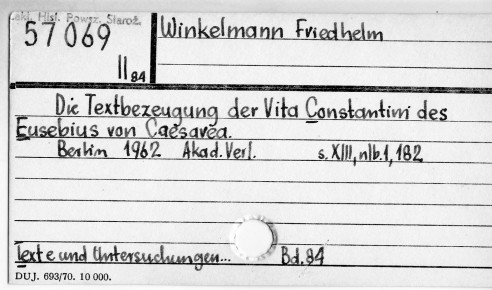 Zakł. Hist. Powsz. Staroż.
57069
II 84
Winkelmann Friedhelm
Die Textbezeugung der Vita Constantini des
Eusebius von Caesarea.
Berlin 1962 Akad. Verl. s. XIII, nlb. 1, 182
Texte und Untersuchungen... Bd. 84
DUJ. 693/70. 10 000.